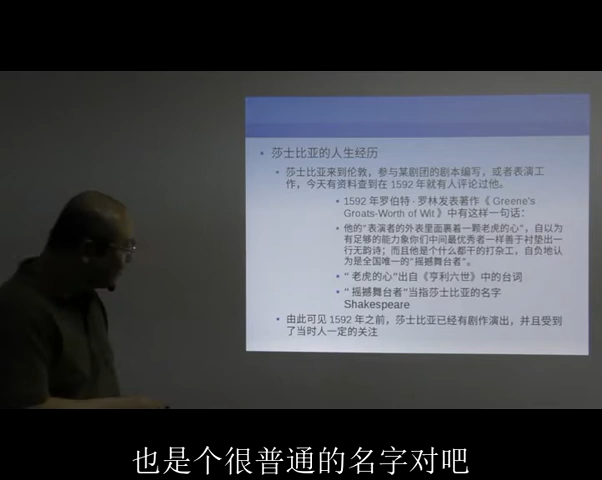 莎士比亚的人生经历
莎士比亚来到伦敦，参与某剧团的剧本编写，或者表演工
作，今天有资料查到在 1592 年就有人评论过他。
1592 年罗伯特 · 罗林发表著作《 Greene's
Groats-Worth of Wit 》中有这样一句话：
他的“表演者的外表里面裹着一颗老虎的心”，自以为
有足够的能力象你们中间最优秀者一样善于衬垫出一
行无韵诗；而且他是个什么都干的打杂工，自负地认
为是全国唯一的“摇撼舞台者”。
“ 老虎的心”出自《亨利六世》中的台词
“ 摇撼舞台者”当指莎士比亚的名字
Shakespeare
由此可见 1592 年之前，莎士比亚已经有剧作演出，并且受到
了当时人一定的关注
也是个很普通的名字对吧